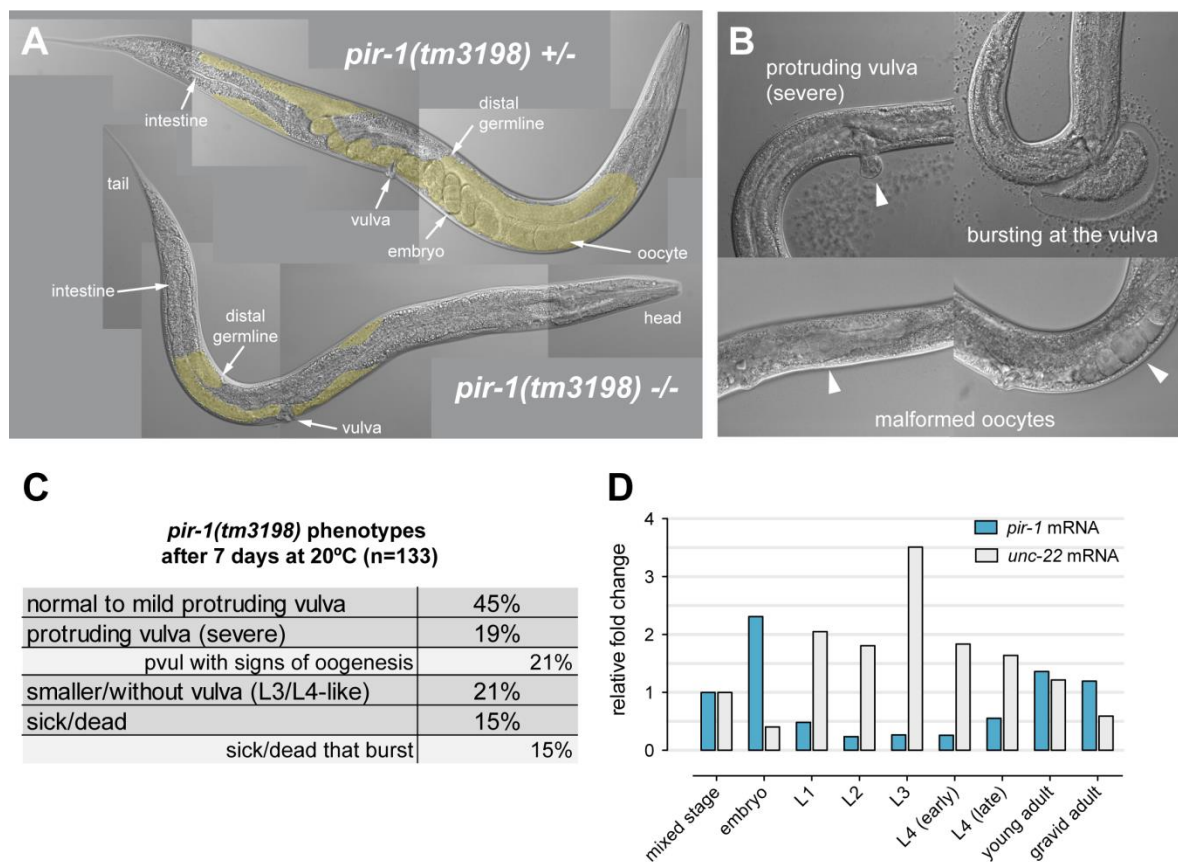 A
pir-1(tm3198) +/-
intestine
distal
germline
vulva
embryo
oocyte
tail
intestine
distal
germline
head
pir-1(tm3198) -/-
vulva
B
protruding vulva
(severe)
bursting at the vulva
malformed oocytes
C
pir-1(tm3198) phenotypes
after 7 days at 20ºC (n=133)
normal to mild protruding vulva 45%
protruding vulva (severe) 19%
pvul with signs of oogenesis 21%
smaller/without vulva (L3/L4-like) 21%
sick/dead 15%
sick/dead that burst 15%
D
pir-1 mRNA
unc-22 mRNA
relative fold change
4
3
2
1
0
mixed stage
embryo
L1
L2
L3
L4 (early)
L4 (late)
young adult
gravid adult